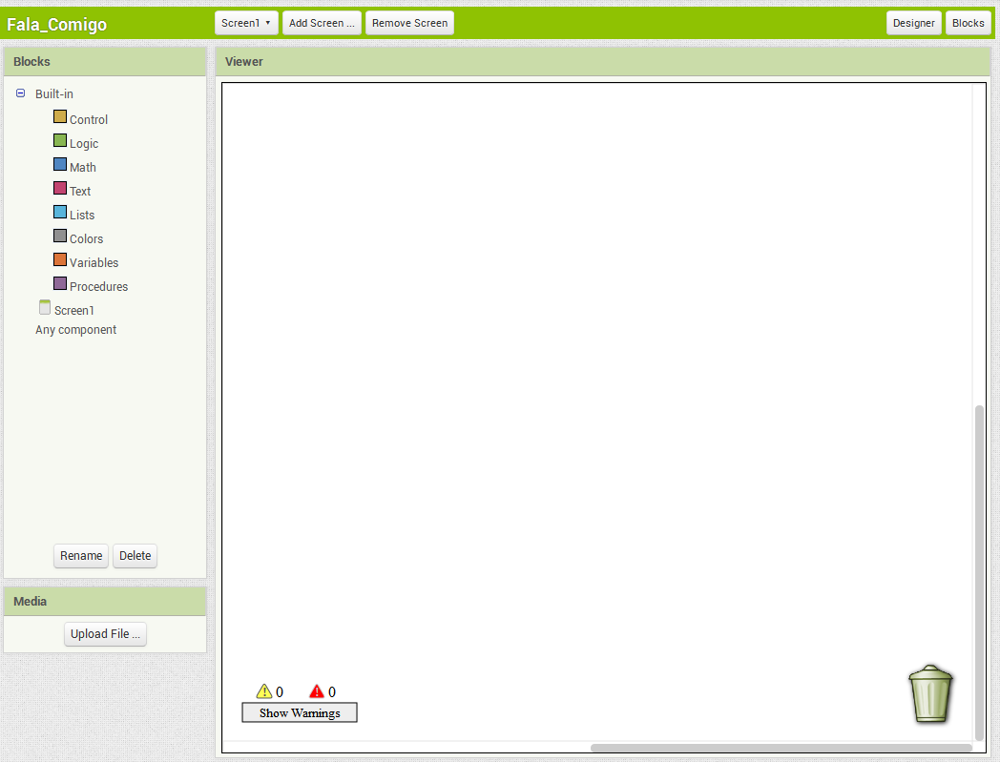 Fala_Comigo
Screen1
Add Screen ...
Remove Screen
Designer
Blocks
Blocks
Built-in
Control
Logic
Math
Text
Lists
Colors
Variables
Procedures
Screen1
Any component
Rename
Delete
Media
Upload File ...
Viewer
0
0
Show Warnings